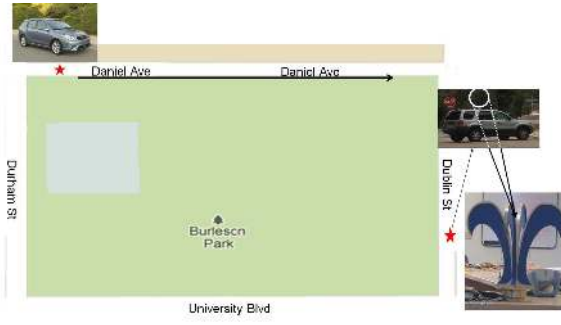 Daniel Ave
Daniel Ave
Durham St
Dublin St
Burleson
Park
University Blvd